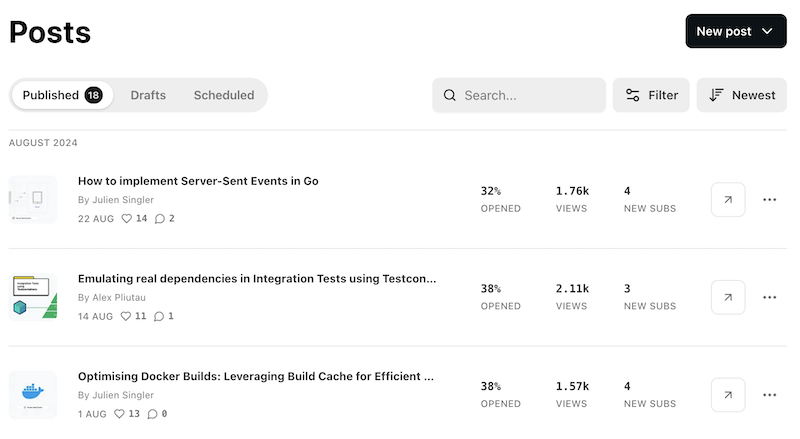 Posts
New post
Published 18 Drafts Scheduled
Search...
Filter
Newest
AUGUST 2024
How to implement Server-Sent Events in Go
By Julien Singler
22 AUG 14 2
32% 1.76k 4
OPENED VIEWS NEW SUBS
Emulating real dependencies in Integration Tests using Testcon...
By Alex Pliutau
14 AUG 11 1
38% 2.11k 3
OPENED VIEWS NEW SUBS
Optimising Docker Builds: Leveraging Build Cache for Efficient ...
By Julien Singler
1 AUG 13 0
38% 1.57k 4
OPENED VIEWS NEW SUBS